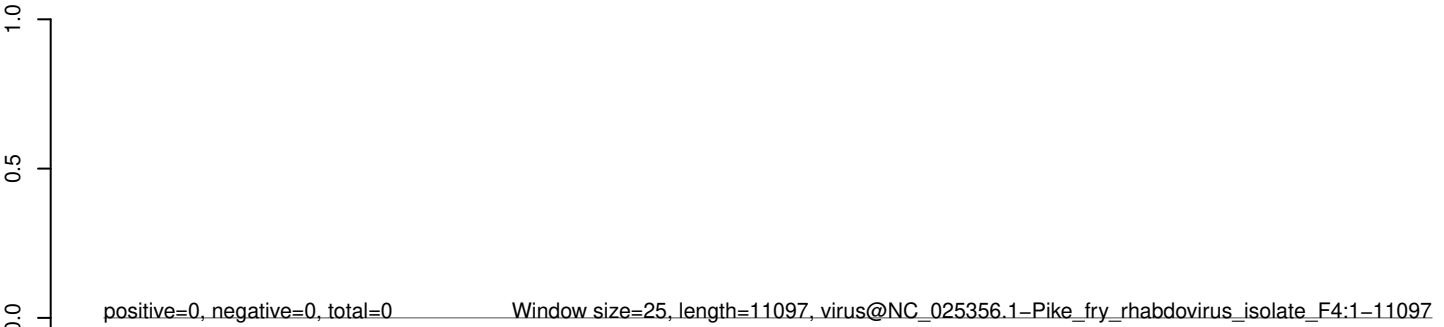 1.0
0.5
0.0
positive=0, negative=0, total=0
Window size=25, length=11097, virus@NC_025356.1−Pike_fry_rhabdovirus_isolate_F4:1−11097